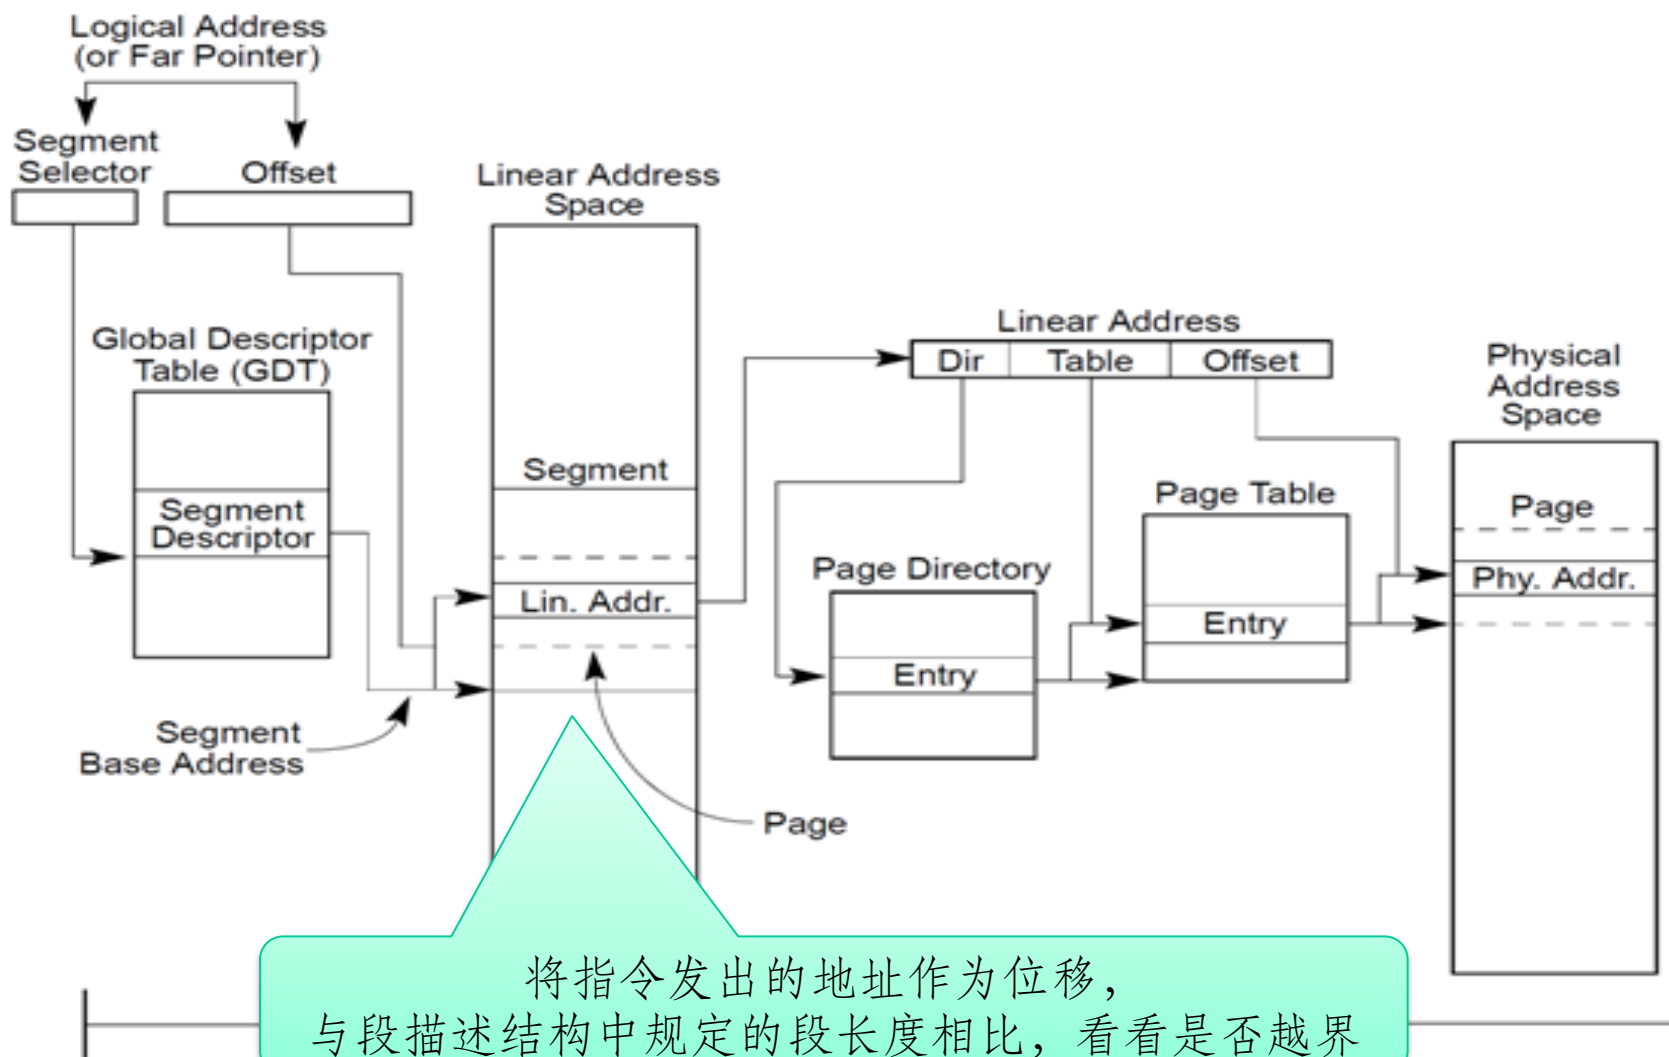 Logical Address
(or Far Pointer)
Segment
Selector
Offset
Linear Address
Space
Global Descriptor
Table (GDT)
Segment
Descriptor
Segment
Lin. Addr.
Segment
Base Address
Page
Linear Address
Dir
Table
Offset
Page Directory
Entry
Page Table
Entry
Physical
Address
Space
Page
Phy. Addr.
将指令发出的地址作为位移,
与段描述结构中规定的段长度相比，看看是否越界